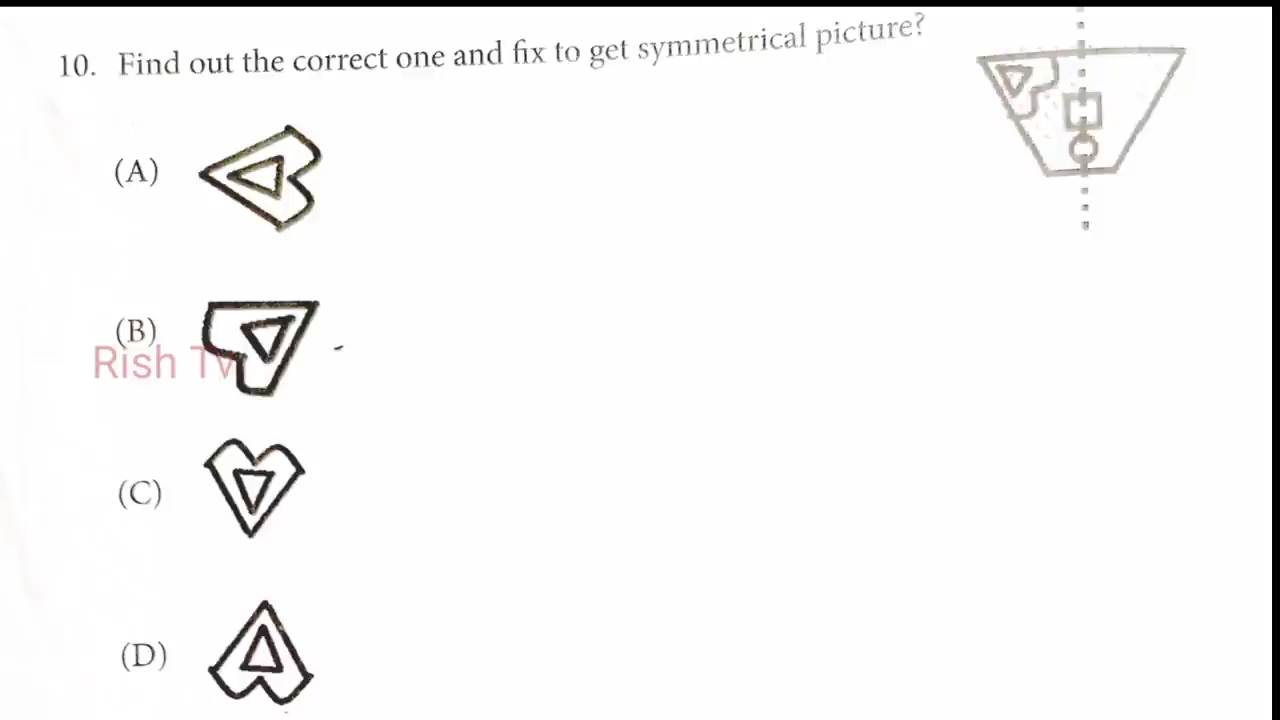 10. Find out the correct one and fix to get symmetrical picture?
(A)
(B)
Rish Tv
(C)
(D)